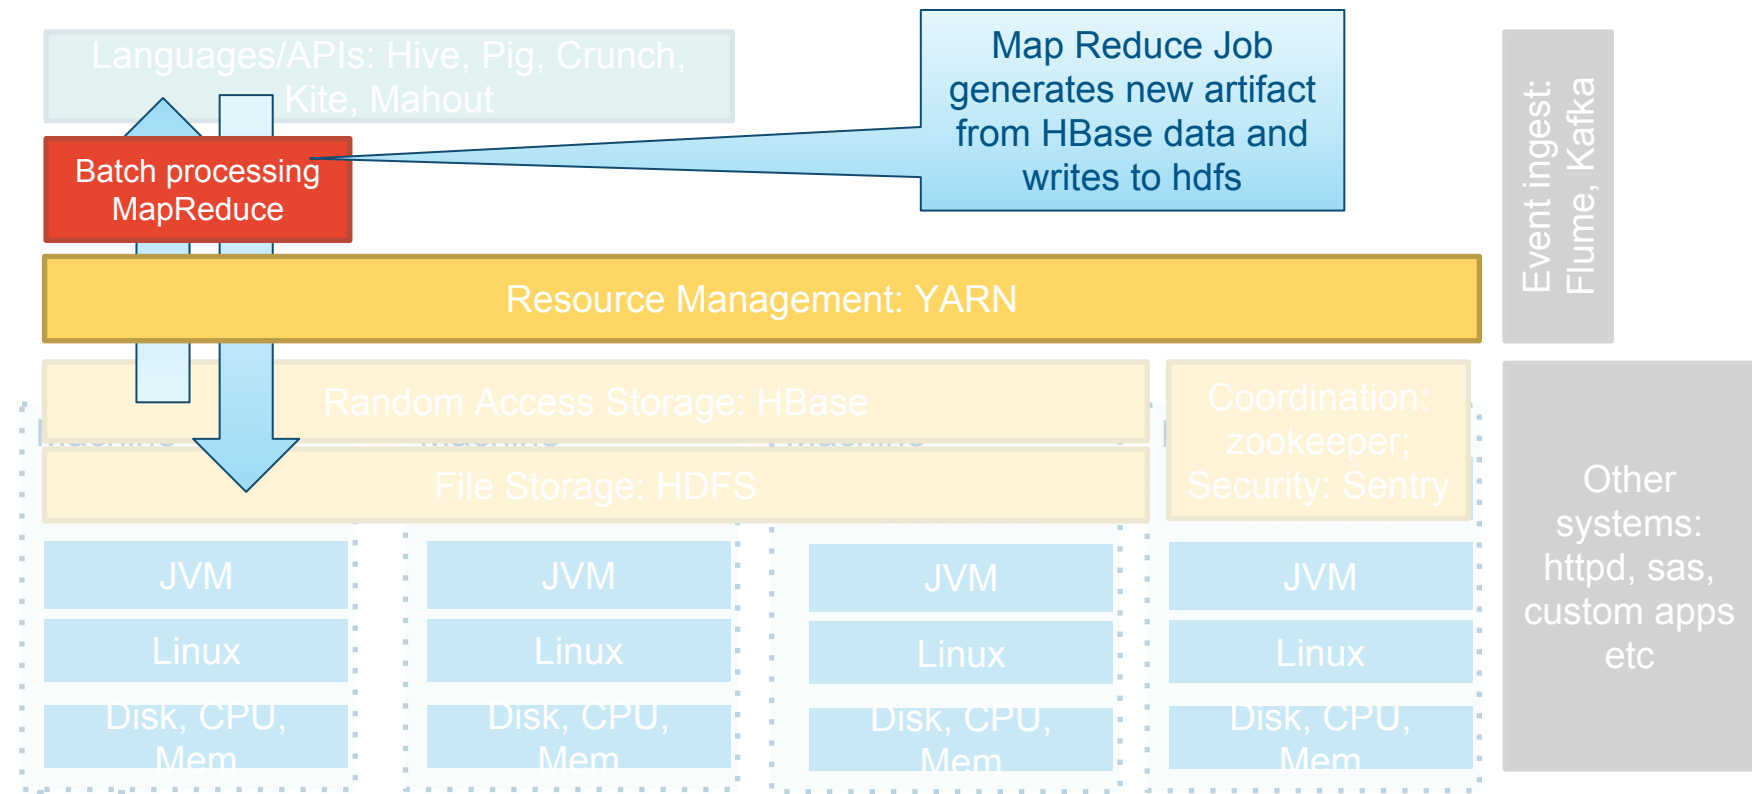 Languages/APIs: Hive, Pig, Crunch,
Kite, Mahout
Map Reduce Job
generates new artifact
from HBase data and
writes to hdfs
Event ingest:
Flume, Kafka
Batch processing
MapReduce
Resource Management: YARN
Random Access Storage: HBase
Coordination:
zookeeper;
Security: Sentry
File Storage: HDFS
Other
systems:
httpd, sas,
custom apps
etc
JVM
JVM
JVM
JVM
Linux
Linux
Linux
Linux
Disk, CPU,
Mem
Disk, CPU,
Mem
Disk, CPU,
Mem
Disk, CPU,
Mem